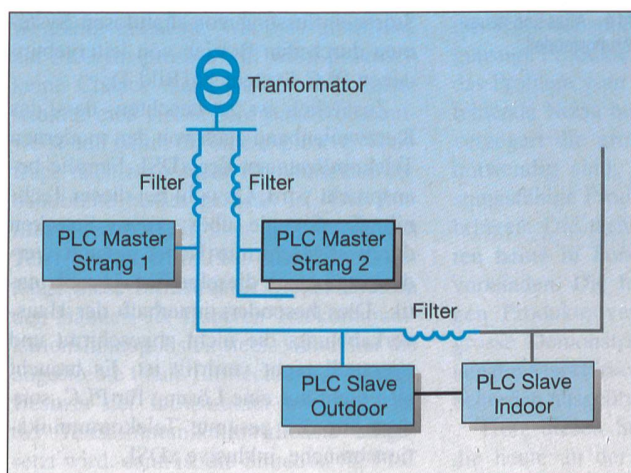 Tranformator
Filter
Filter
PLC Master
Strang 1
PLC Master
Strang 2
Filter
PLC Slave
Outdoor
PLC Slave
Indoor